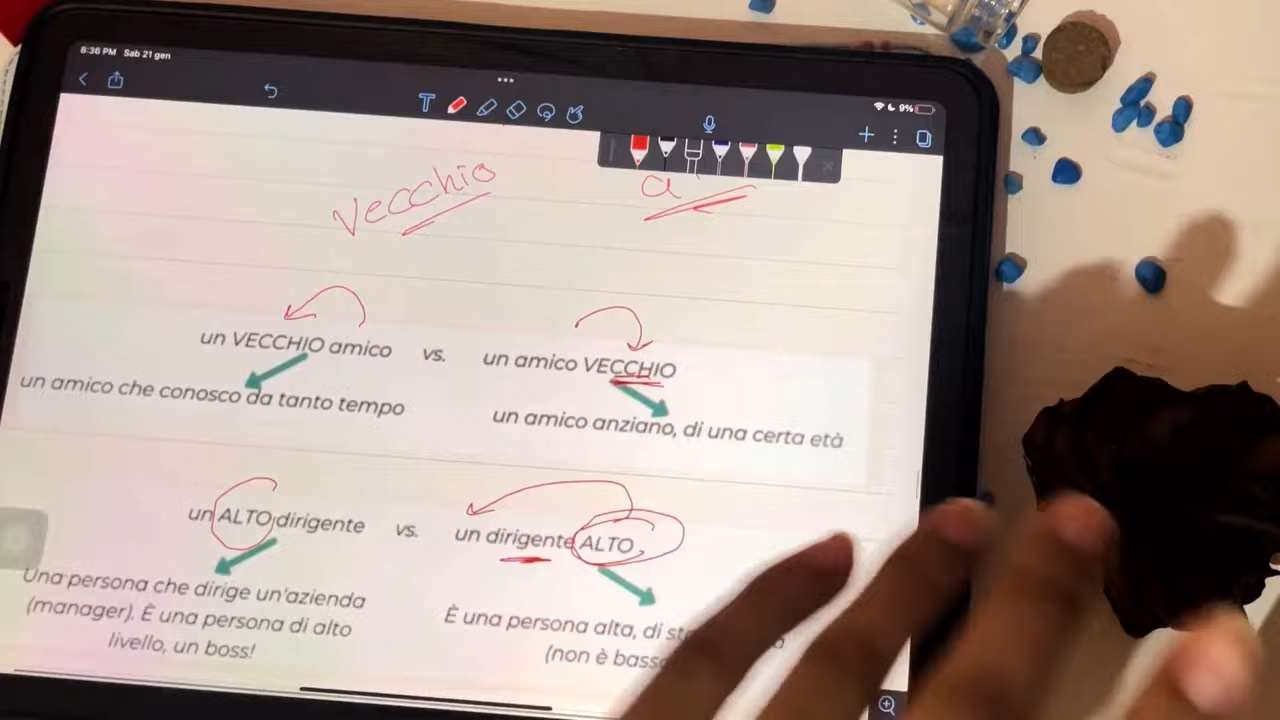 8:36 PM Sab 21 gen
9%
T
vecchio
a
un VECCHIO amico vs. un amico VECCHIO
un amico che conosco da tanto tempo
un amico anziano, di una certa età
un ALTO dirigente vs. un dirigente ALTO
Una persona che dirige un'azienda
(manager). È una persona di alto
livello, un boss!
È una persona alta, di
(non è